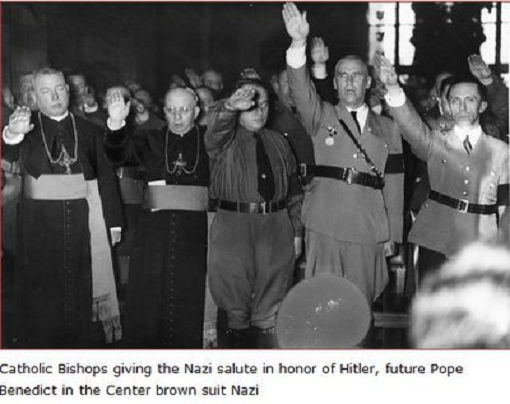 Catholic Bishops giving the Nazi salute in honor of Hitler, future Pope
Benedict in the Center brown suit Nazi